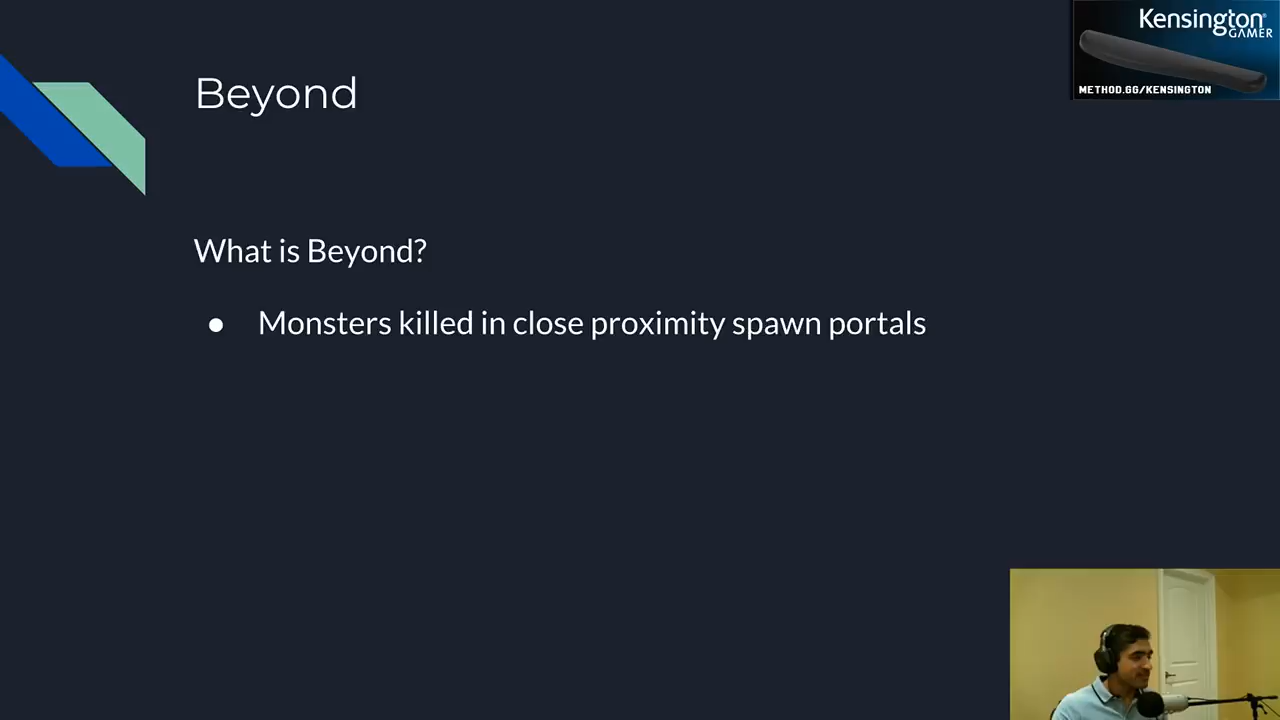 Kensington
GAMER
METHOD.GG/KENSINGTON
Beyond
What is Beyond?
● Monsters killed in close proximity spawn portals